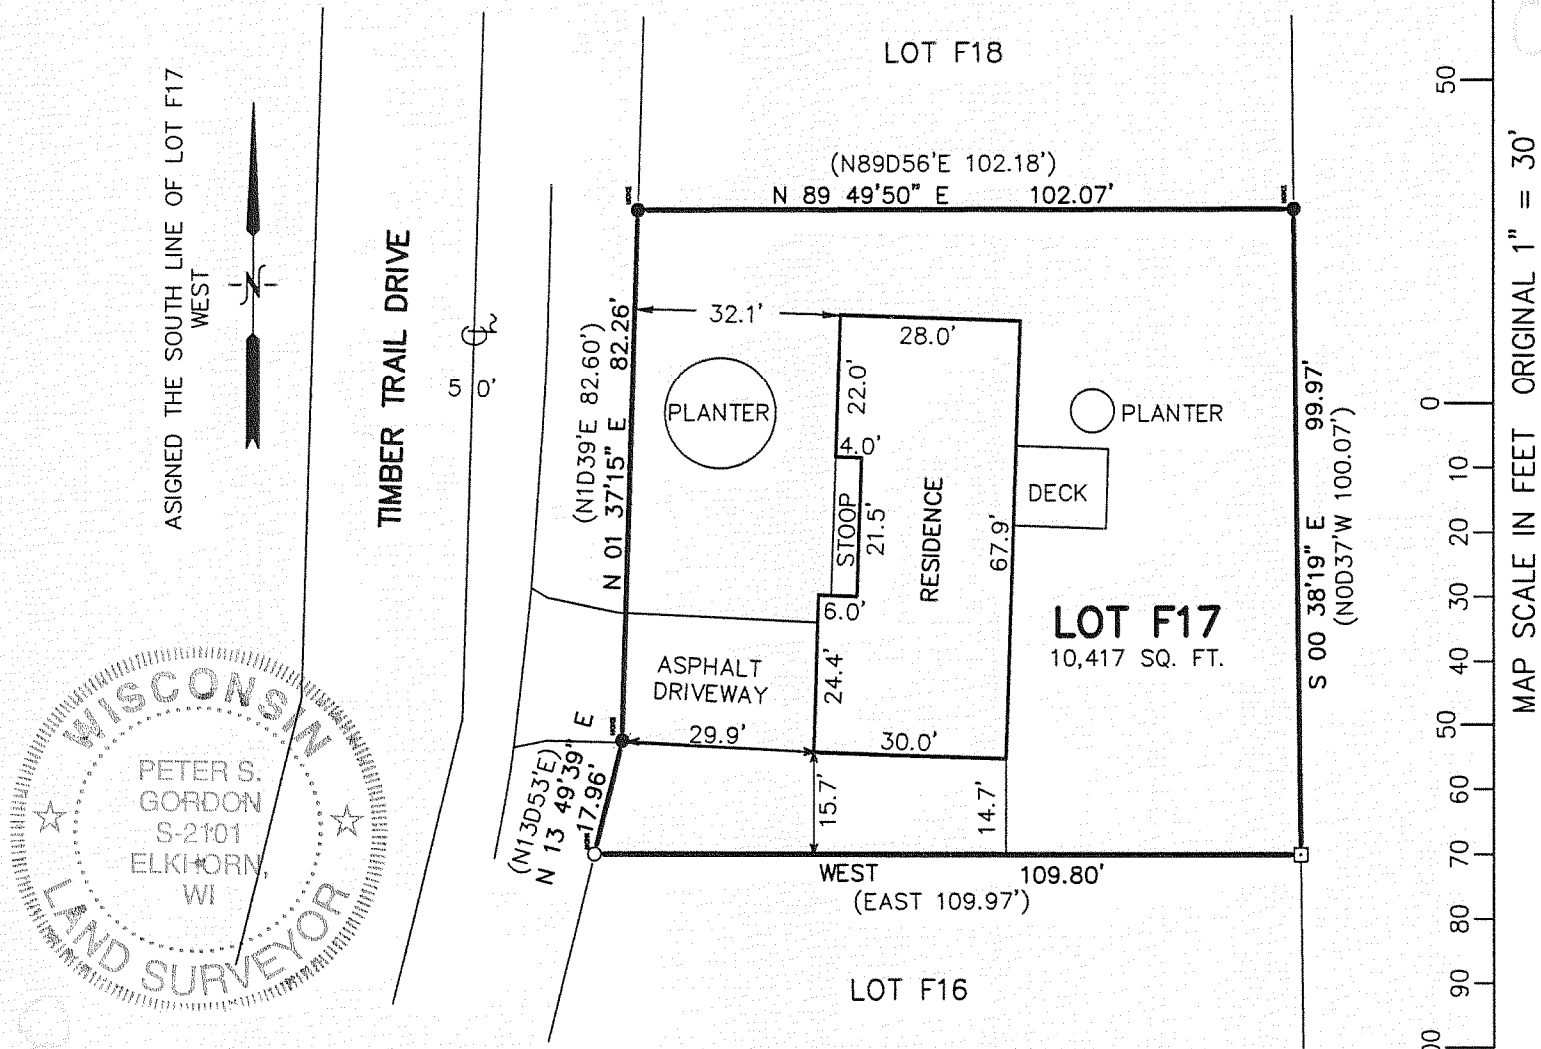 LOT F18
50
ASIGNED THE SOUTH LINE OF LOT F17
WEST
N
TIMBER TRAIL DRIVE
50'
(N89D56'E 102.18')
N 89 49'50" E 102.07'
(N1D39'E 82.60')
N 01 37'15" E 82.26'
32.1'
28.0'
22.0'
PLANTER
4.0'
STOOP
21.5'
RESIDENCE
67.9'
PLANTER
DECK
6.0'
24.4'
ASPHALT
DRIVEWAY
29.9'
30.0'
15.7'
14.7'
LOT F17
10,417 SQ. FT.
S 00 38'19" E 99.97'
(N0D37'W 100.07')
(N13D53'E)
N 13 49'39" E
17.96'
WEST 109.80'
(EAST 109.97')
LOT F16
WISCONSIN
PETER S.
GORDON
S-2101
ELKHORN,
WI
LAND SURVEYOR
0
10
20
30
40
50
60
70
80
90
MAP SCALE IN FEET ORIGINAL 1" = 30'